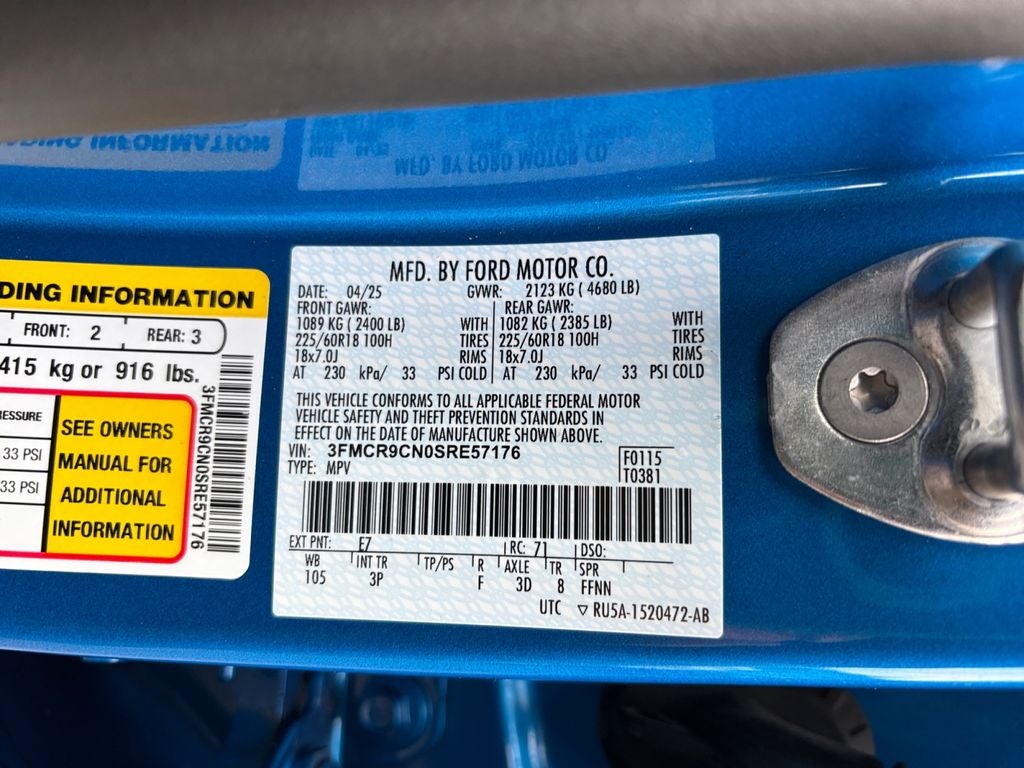 DING INFORMATION
FRONT: 2 REAR: 3
415 kg or 916 lbs.
ESSURE
33 PSI
33 PSI
SEE OWNERS
MANUAL FOR
ADDITIONAL
INFORMATION
3FMCR9CN0SRE57176
MFD. BY FORD MOTOR CO.
DATE: 04/25 GVWR: 2123 KG ( 4680 LB)
FRONT GAWR: REAR GAWR:
1089 KG ( 2400 LB) WITH 1082 KG ( 2385 LB) WITH
225/60R18 100H TIRES 225/60R18 100H TIRES
18x7.0J RIMS 18x7.0J RIMS
AT 230 kPa/ 33 PSI COLD AT 230 kPa/ 33 PSI COLD
THIS VEHICLE CONFORMS TO ALL APPLICABLE FEDERAL MOTOR
VEHICLE SAFETY AND THEFT PREVENTION STANDARDS IN
EFFECT ON THE DATE OF MANUFACTURE SHOWN ABOVE.
VIN: 3FMCR9CN0SRE57176 F0115
TYPE: MPV T0381
EXT PNT: E7 RC: 71 DSO:
WB INT TR TP/PS R AXLE TR SPR
105 3P F 3D 8 FFNN
UTC ▽ RU5A-1520472-AB